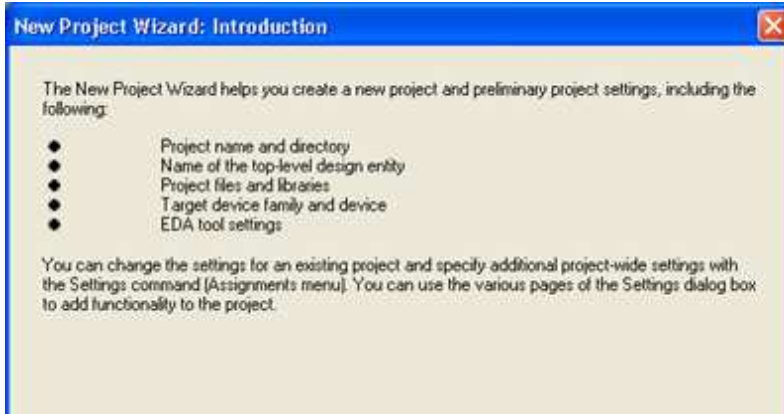 New Project Wizard: Introduction
The New Project Wizard helps you create a new project and preliminary project settings, including the
following:
● Project name and directory
● Name of the top-level design entity
● Project files and libraries
● Target device family and device
● EDA tool settings
You can change the settings for an existing project and specify additional project-wide settings with
the Settings command (Assignments menu). You can use the various pages of the Settings dialog box
to add functionality to the project.